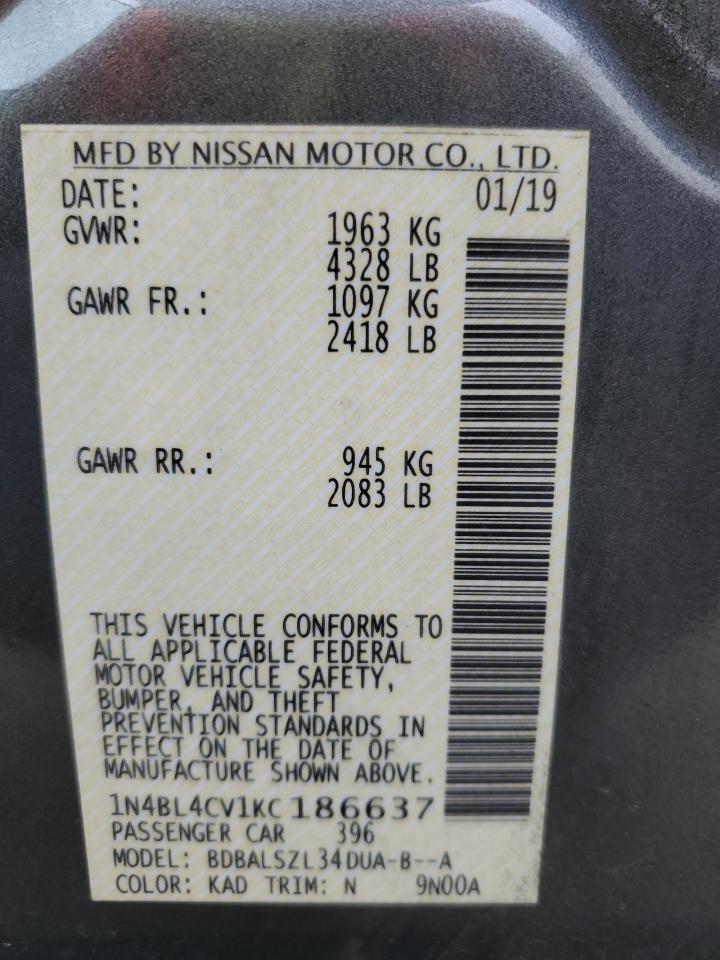 MFD BY NISSAN MOTOR CO., LTD.
DATE: 01/19
GVWR: 1963 KG
4328 LB
GAWR FR.: 1097 KG
2418 LB
GAWR RR.: 945 KG
2083 LB
THIS VEHICLE CONFORMS TO
ALL APPLICABLE FEDERAL
MOTOR VEHICLE SAFETY,
BUMPER, AND THEFT
PREVENTION STANDARDS IN
EFFECT ON THE DATE OF
MANUFACTURE SHOWN ABOVE.
1N4BL4CV1KC186637
PASSENGER CAR 396
MODEL: BDBALSZL34DUA-B--A
COLOR: KAD TRIM: N 9N00A